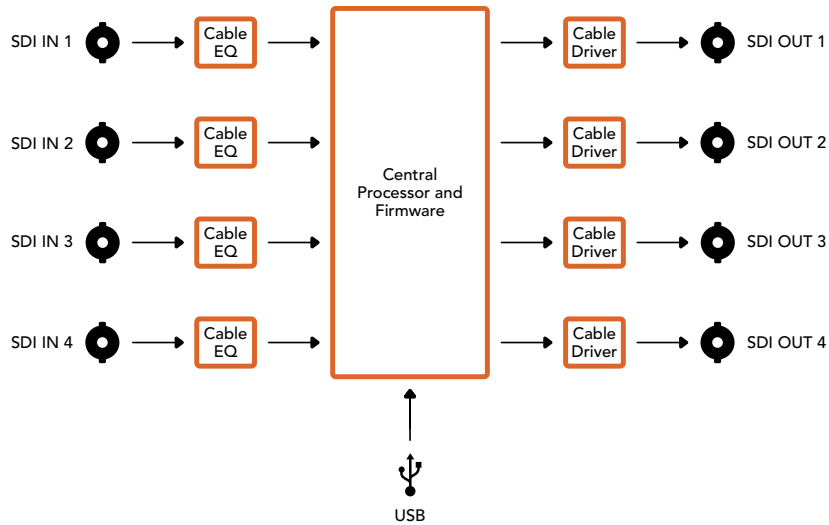 SDI IN 1
Cable
EQ
Cable
Driver
SDI OUT 1
SDI IN 2
Cable
EQ
Cable
Driver
SDI OUT 2
Central
Processor and
Firmware
SDI IN 3
Cable
EQ
Cable
Driver
SDI OUT 3
SDI IN 4
Cable
EQ
Cable
Driver
SDI OUT 4
USB